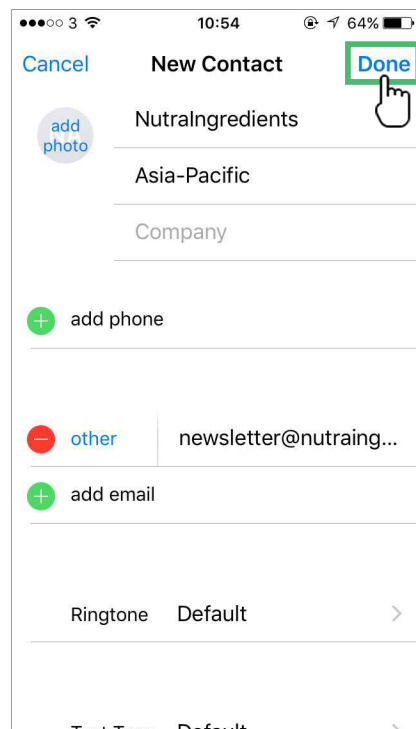 3 10:54 64%
Cancel New Contact Done
add
photo
NutraIngredients
Asia-Pacific
Company
add phone
other newsletter@nutraing...
add email
Ringtone Default
Default